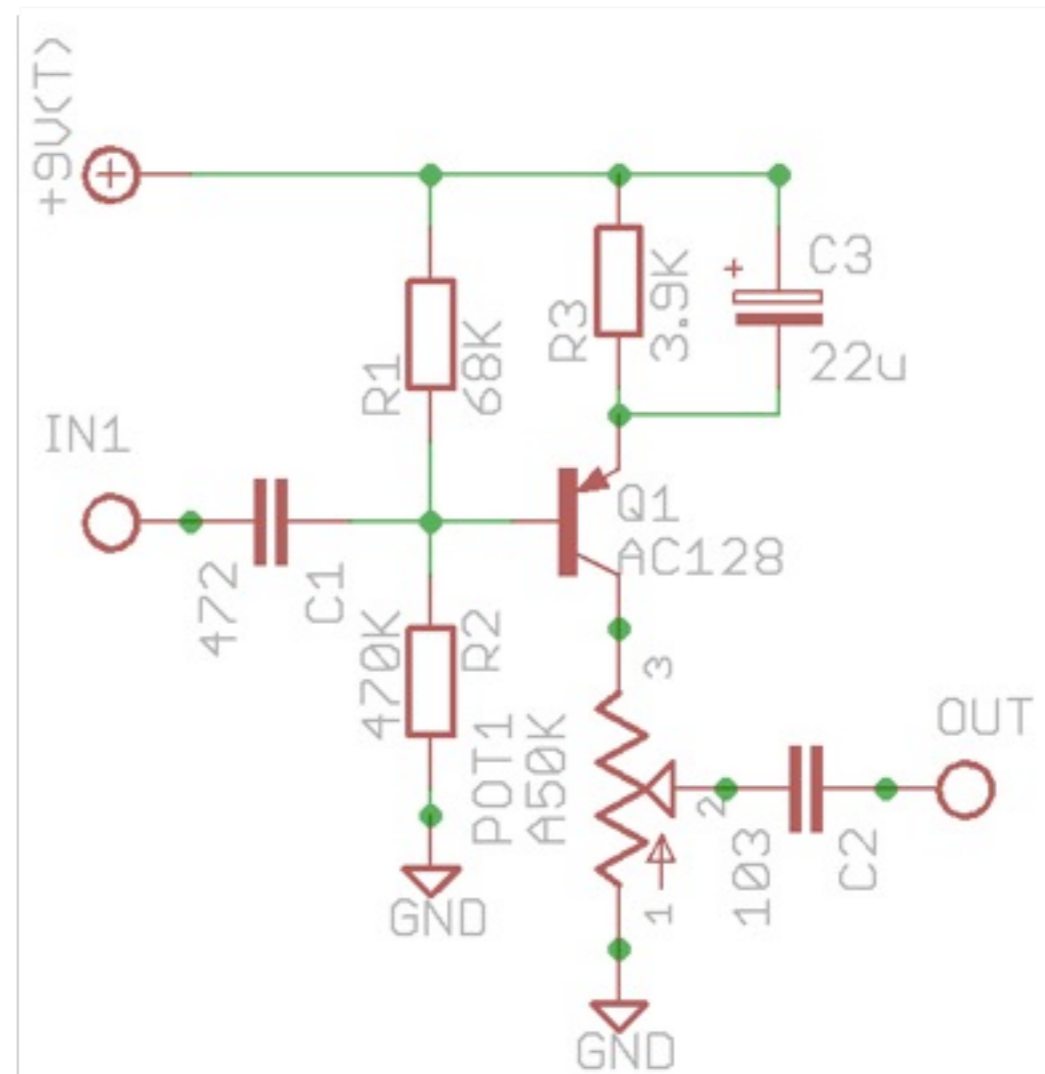 +9V(T)
+
+
C3
22u
R3
3.9K
R1
68K
IN1
Q1
AC128
472
C1
470K
R2
3
POT1
A50K
2
OUT
103
C2
1
GND
GND